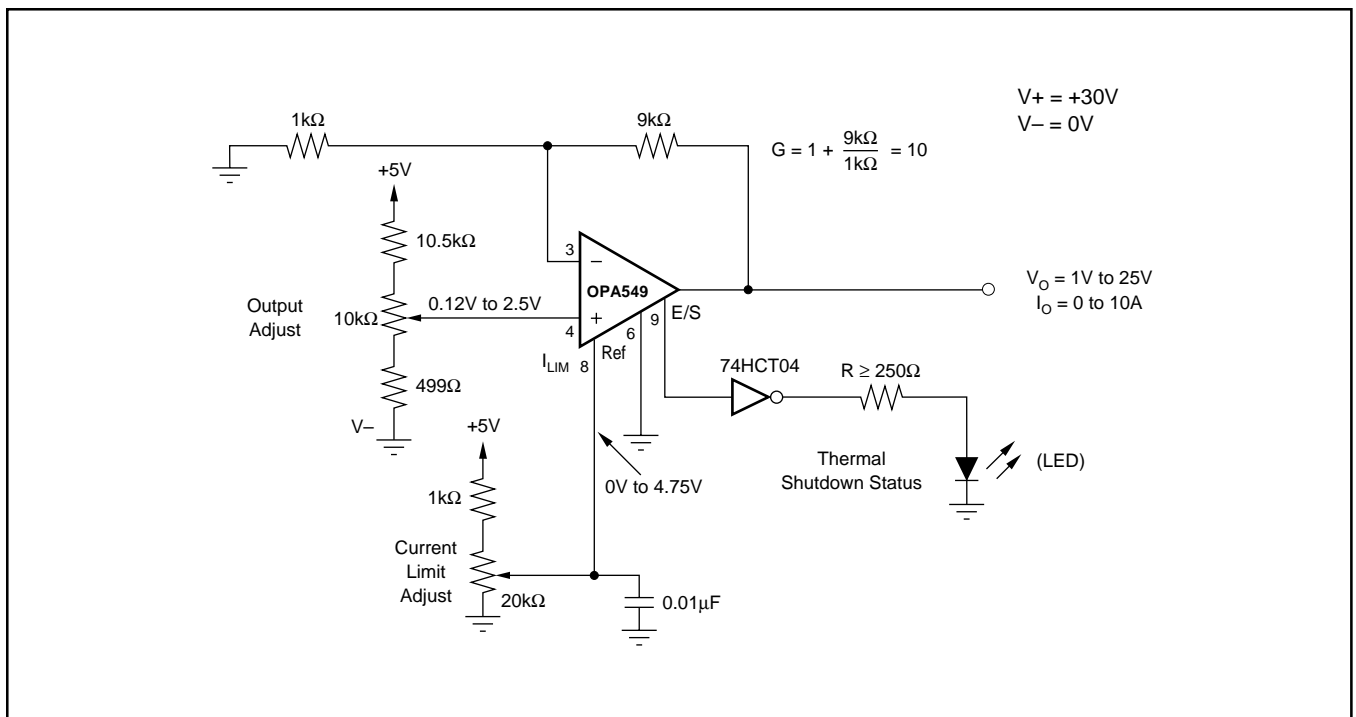 V+ = +30V
V– = 0V
1kΩ
9kΩ
G = 1 + 9kΩ/1kΩ = 10
+5V
10.5kΩ
3
–
OPA549
Output
Adjust
10kΩ
0.12V to 2.5V
4
+
9
E/S
6
V_O = 1V to 25V
I_O = 0 to 10A
I_LIM
8
Ref
74HCT04
R ≥ 250Ω
499Ω
V–
+5V
Thermal
Shutdown Status
(LED)
1kΩ
0V to 4.75V
Current
Limit
Adjust
20kΩ
0.01µF